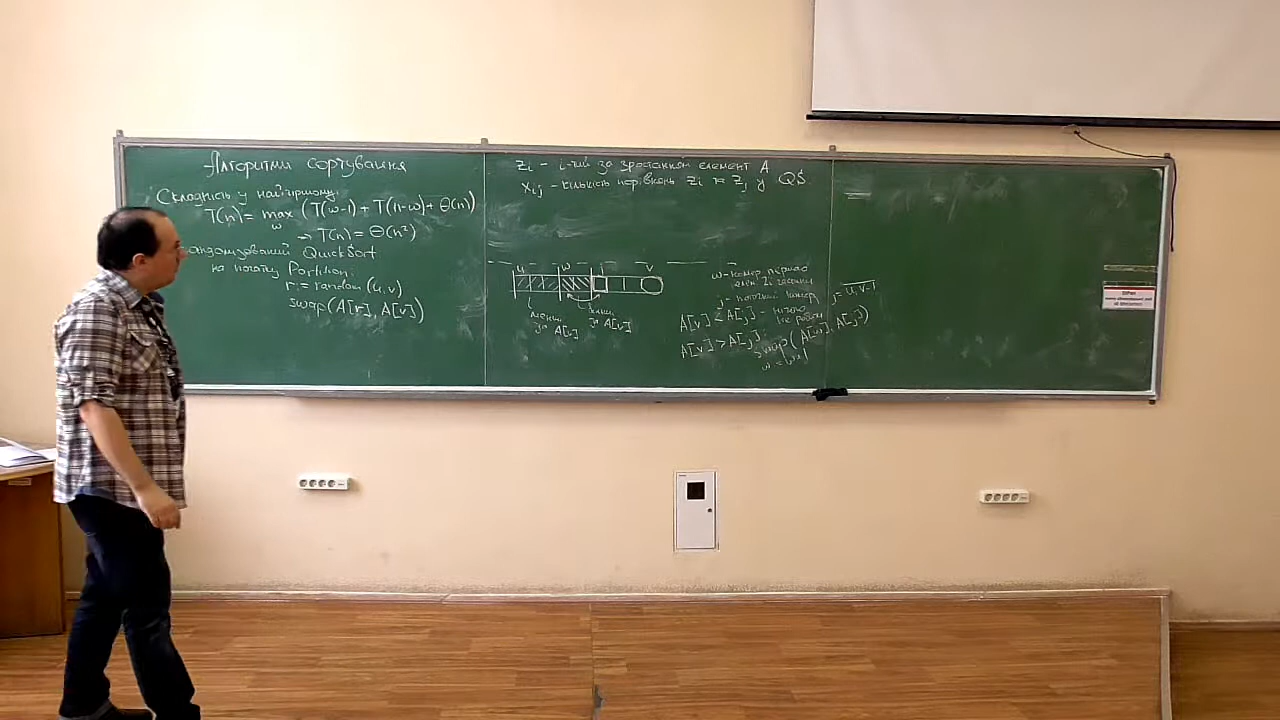 Алгоритми сортування
Складність у найгіршому:
T(n) = max (T(w-1) + T(n-w) + Θ(n))
w
→ T(n) = Θ(n²)
Рандомізований QuickSort
на початку Partition:
r := random (u, v)
swap(A[r], A[v])
Zi - i-тий за зростанням елемент A
Xij - кількість порівнянь Zi та Zj у QS.
u w j v
менші за A[v]
більші за A[v]
w - номер першого
елем. 2ї частини
j - поточний номер, j = u, v-1
A[v] < A[j] - нічого не робим
A[v] > A[j]:
swap(A[w], A[j])